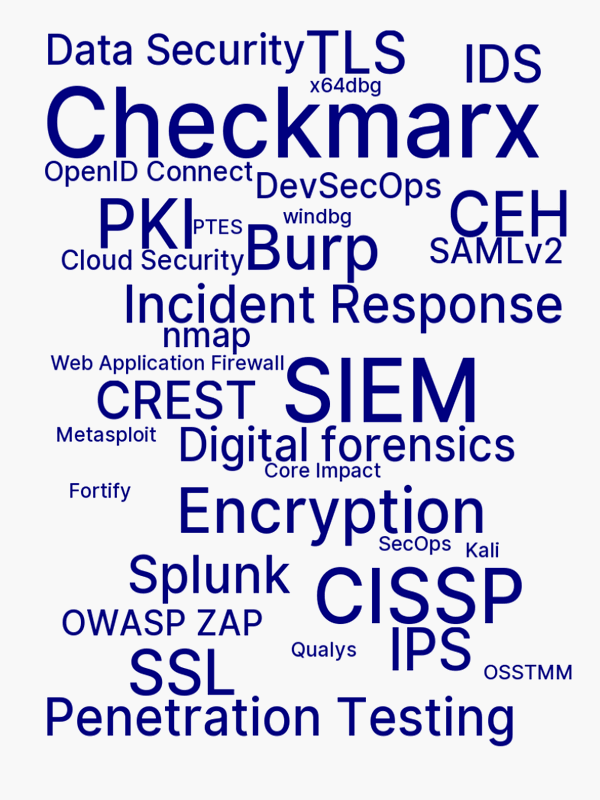 Data Security TLS IDS
x64dbg
Checkmarx
OpenID Connect DevSecOps
PKI PTES windbg CEH
Cloud Security Burp SAMLv2
Incident Response
nmap
Web Application Firewall
CREST SIEM
Metasploit Digital forensics
Core Impact
Fortify
Encryption
SecOps Kali
Splunk CISSP
OWASP ZAP
Qualys IPS
SSL OSSTMM
Penetration Testing